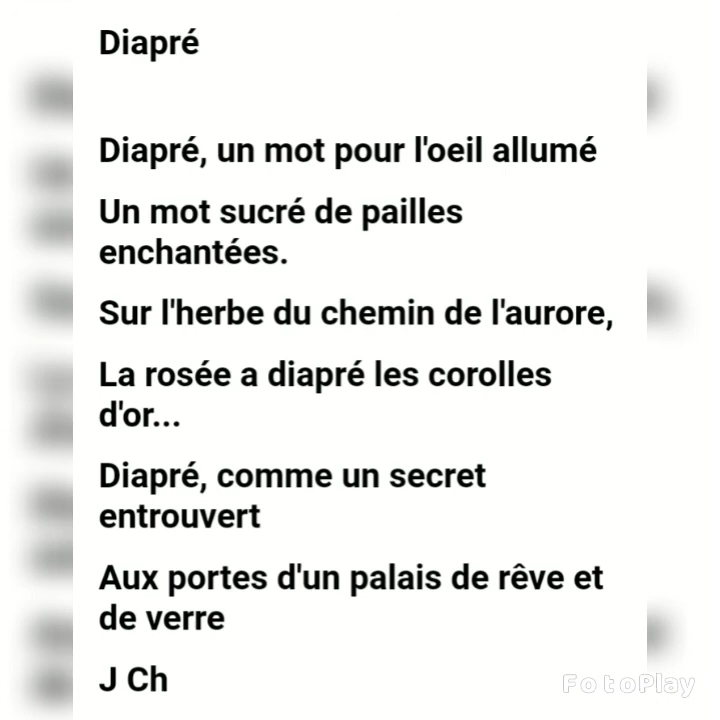 Diapré
Diapré, un mot pour l'oeil allumé
Un mot sucré de pailles
enchantées.
Sur l'herbe du chemin de l'aurore,
La rosée a diapré les corolles
d'or...
Diapré, comme un secret
entrouvert
Aux portes d'un palais de rêve et
de verre
J Ch
FotoPlay